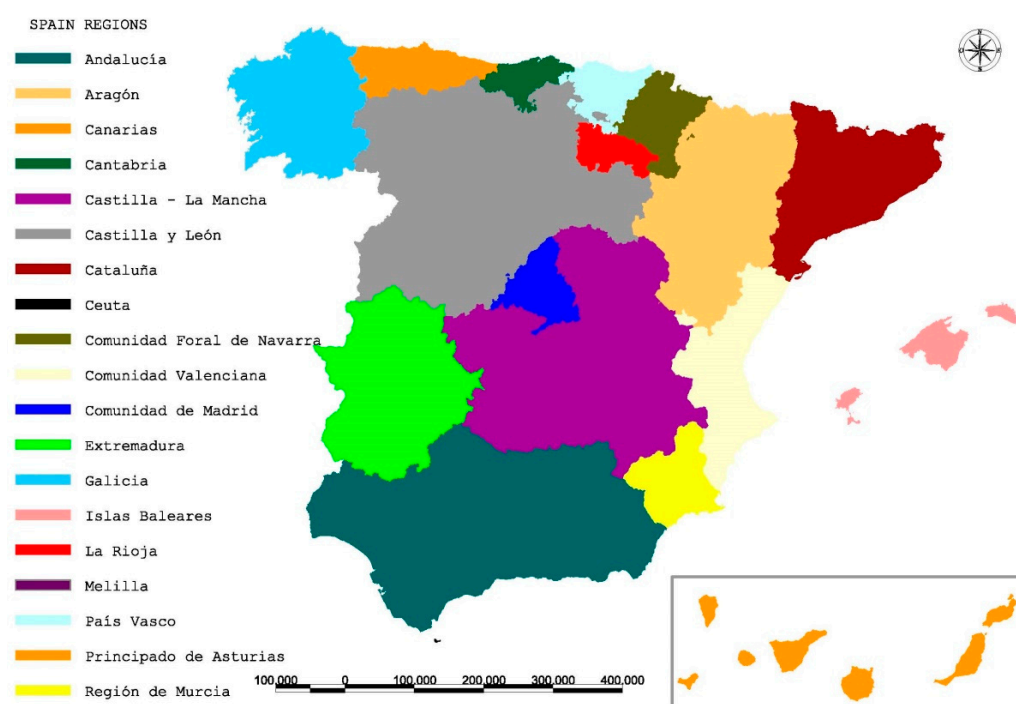 SPAIN REGIONS
Andalucía
Aragón
Canarias
Cantabria
Castilla - La Mancha
Castilla y León
Cataluña
Ceuta
Comunidad Foral de Navarra
Comunidad Valenciana
Comunidad de Madrid
Extremadura
Galicia
Islas Baleares
La Rioja
Melilla
País Vasco
Principado de Asturias
Región de Murcia
100,000 0 100,000 200,000 300,000 400,000